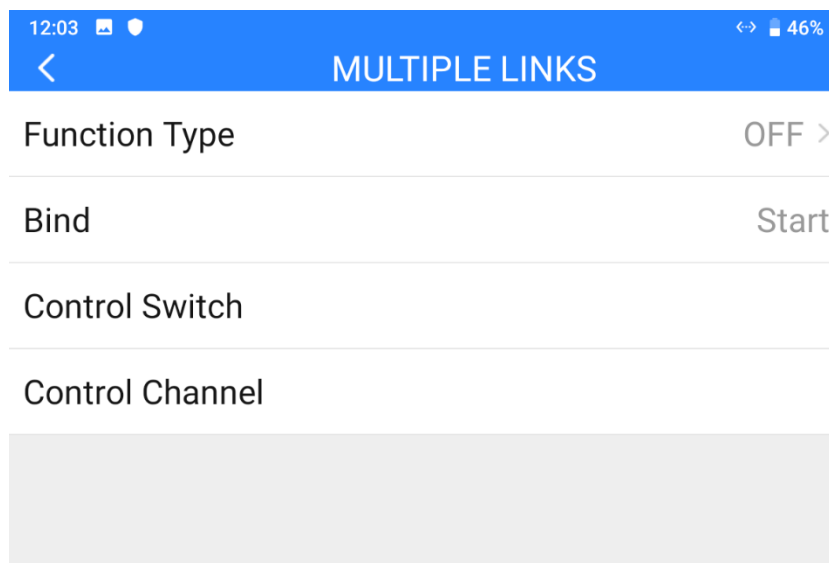 12:03 46%
MULTIPLE LINKS
Function Type OFF
Bind Start
Control Switch
Control Channel